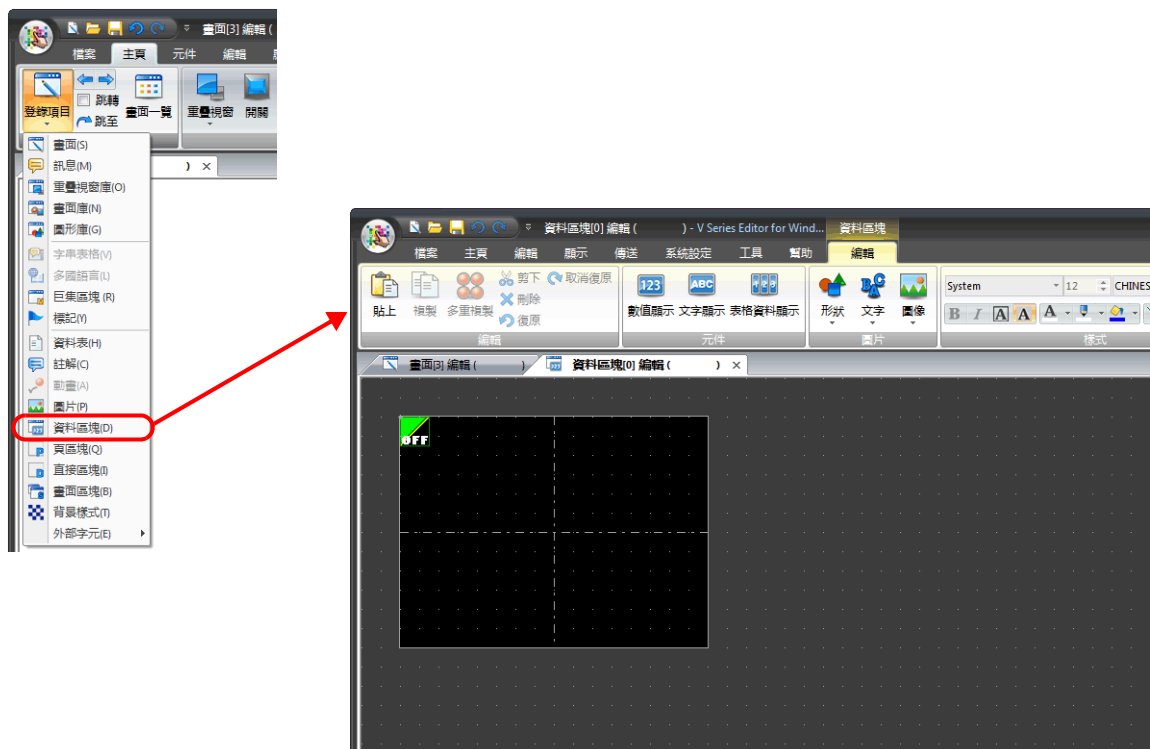 畫面[3] 編輯 (
檔案 主頁 元件 編輯
登錄項目 跳轉 跳至 畫面一覽 重疊視窗 開關
)
畫面(S)
訊息(M)
重疊視窗庫(O)
畫面庫(N)
圖形庫(G)
字串表格(V)
多國語言(L)
巨集區塊 (R)
標記(Y)
資料表(H)
註解(C)
動畫(A)
圖片(P)
資料區塊(D)
頁區塊(Q)
直接區塊(I)
畫面區塊(B)
背景樣式(T)
外部字元(E)
資料區塊[0] 編輯 ( ) - V Series Editor for Wind... 資料區塊
檔案 主頁 編輯 顯示 傳送 系統設定 工具 幫助 編輯
貼上 複製 多重複製 剪下 取消復原 刪除 復原
123 ABC
數值顯示 文字顯示 表格資料顯示
ABC
形狀 文字 圖像
System 12 CHINES
B I A A A
編輯 元件 圖片 樣式
畫面[3] 編輯 ( ) 資料區塊[0] 編輯 ( )
OFF